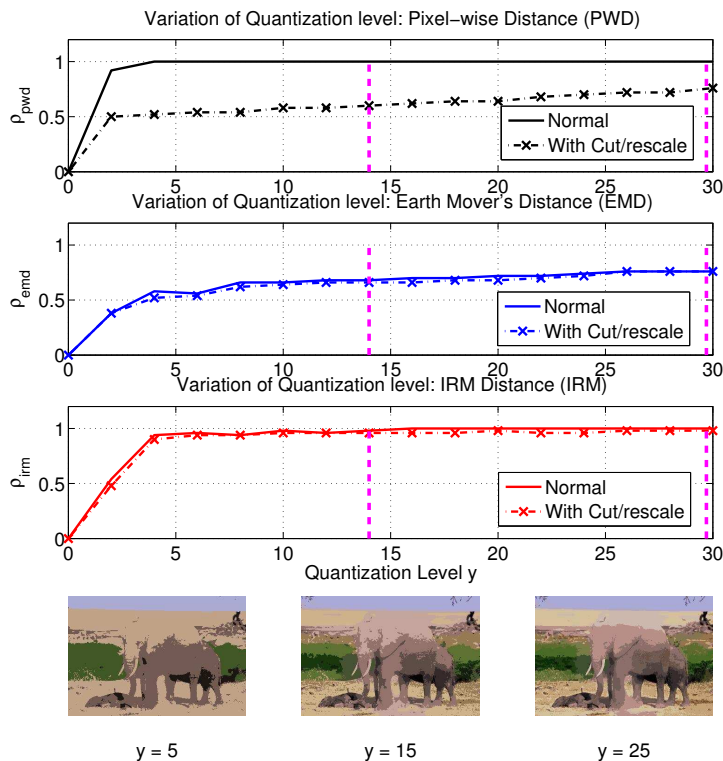 Variation of Quantization level: Pixel−wise Distance (PWD)
1
0.5
0
ρpwd
0 5 10 15 20 25 30
Normal
With Cut/rescale
Variation of Quantization level: Earth Mover's Distance (EMD)
1
0.5
0
ρemd
0 5 10 15 20 25 30
Normal
With Cut/rescale
Variation of Quantization level: IRM Distance (IRM)
1
0.5
0
ρirm
0 5 10 15 20 25 30
Normal
With Cut/rescale
Quantization Level y
y = 5 y = 15 y = 25